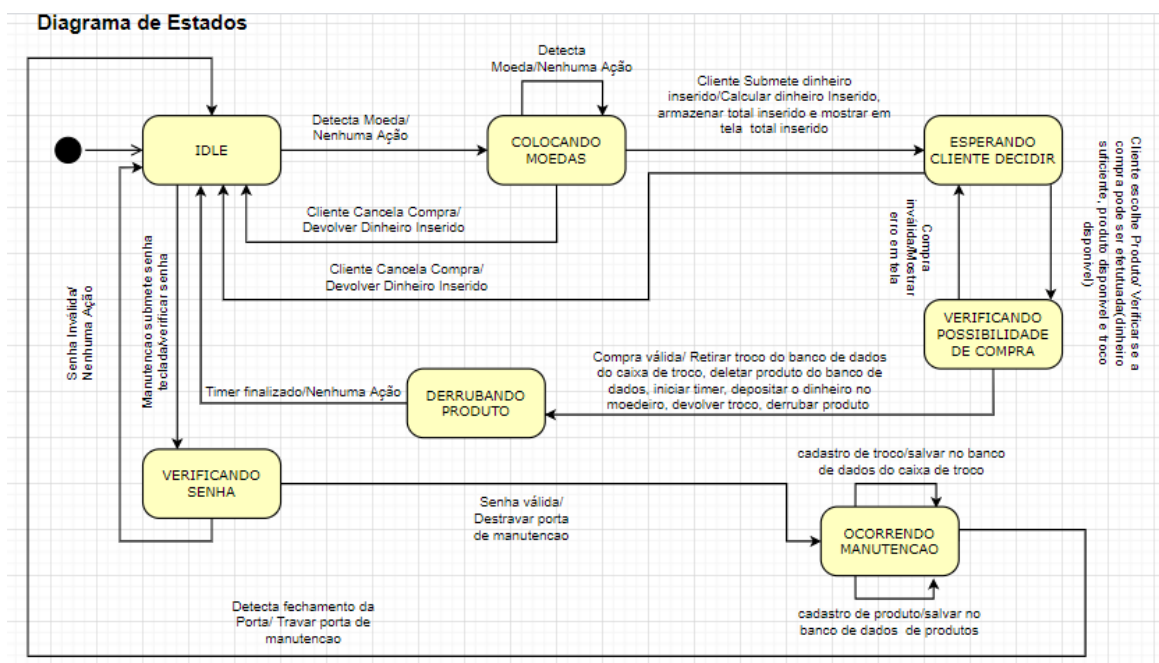 Diagrama de Estados
Detecta
Moeda/Nenhuma Ação
Cliente Submete dinheiro
inserido/Calcular dinheiro Inserido,
armazenar total inserido e mostrar em
tela total inserido
Detecta Moeda/
Nenhuma Ação
IDLE
COLOCANDO
MOEDAS
ESPERANDO
CLIENTE DECIDIR
Cliente escolhe Produto/ Verificar se a
compra pode ser efetutuada(dinheiro
suficiente, produto disponivel e troco
disponivel)
Cliente Cancela Compra/
Devolver Dinheiro Inserido
Compra
inválida/Mostrar
erro em tela
Cliente Cancela Compra/
Devolver Dinheiro Inserido
Senha Inválida/
Nenhuma Ação
Manutencao submete senha
teclada/verificar senha
VERIFICANDO
POSSIBILIDADE
DE COMPRA
Compra válida/ Retirar troco do banco de dados
do caixa de troco, deletar produto do banco de
dados, iniciar timer, depositar o dinheiro no
moedeiro, devolver troco, derrubar produto
Timer finalizado/Nenhuma Ação
DERRUBANDO
PRODUTO
VERIFICANDO
SENHA
cadastro de troco/salvar no banco
de dados do caixa de troco
Senha válida/
Destravar porta
de manutencao
OCORRENDO
MANUTENCAO
Detecta fechamento da
Porta/ Travar porta de
manutencao
cadastro de produto/salvar no
banco de dados de produtos